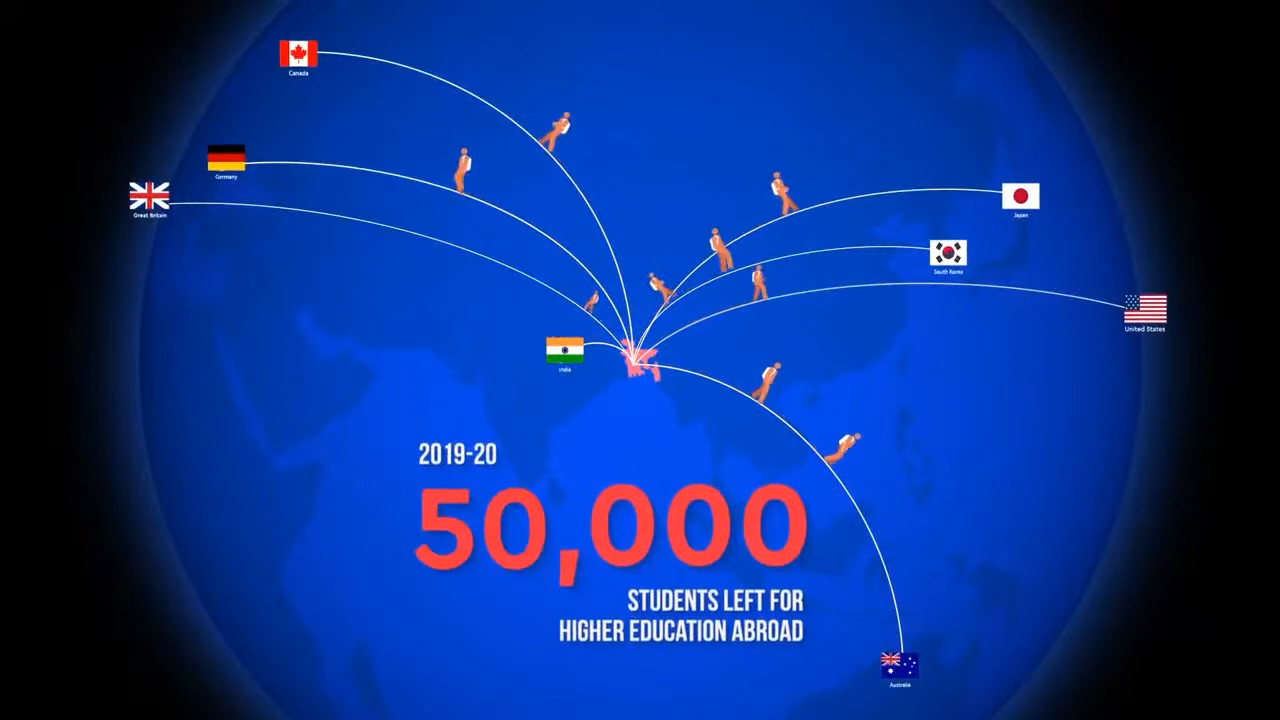 Canada
Germany
Great Britain
Japan
South Korea
United States
India
2019-20
50,000
STUDENTS LEFT FOR
HIGHER EDUCATION ABROAD
Australia